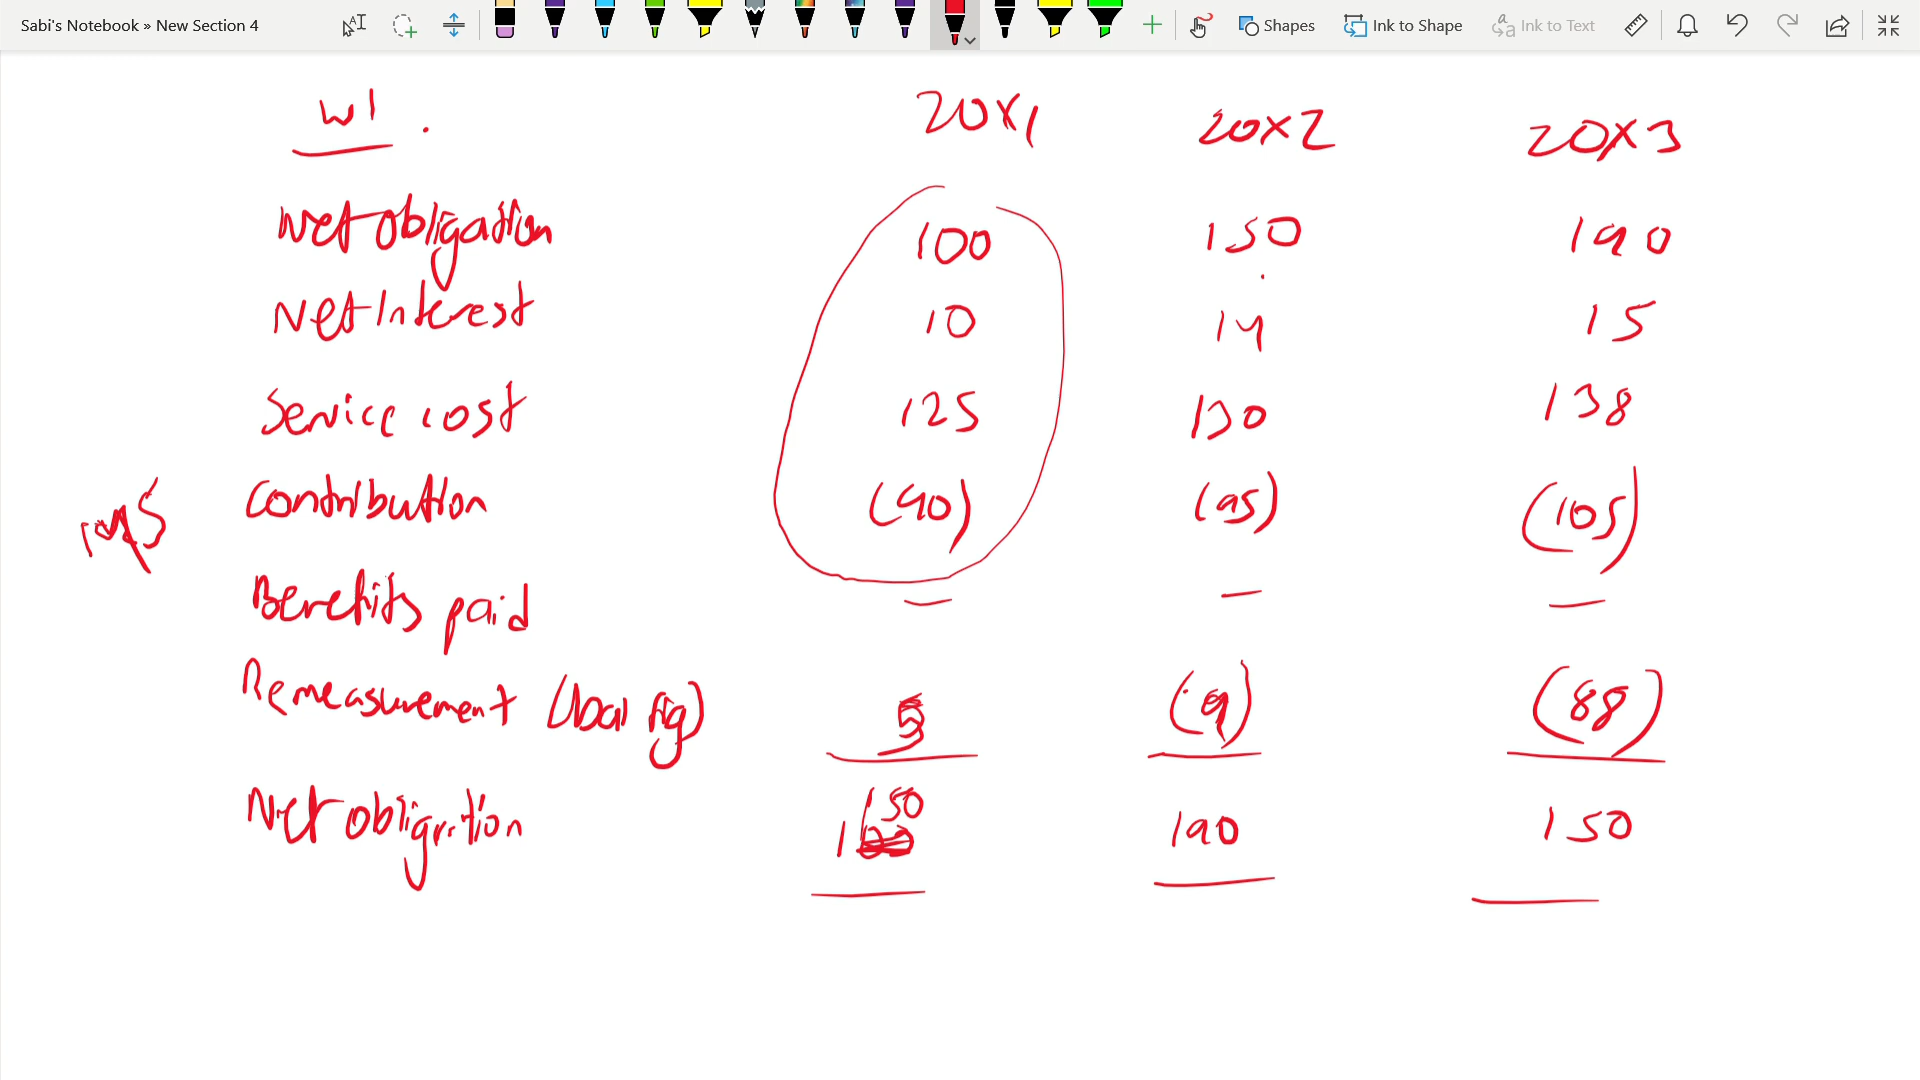 Sabi's Notebook » New Section 4
Shapes
Ink to Shape
Ink to Text
W1 .
20X1 20X2 20X3
Net obligation 100 150 190
Net Interest 10 14 15
Service cost 125 130 138
Contribution (90) (95) (105)
Benefits paid — — —
Remeasurement (bal fig) 5 (9) (88)
Net obligation 150 190 150